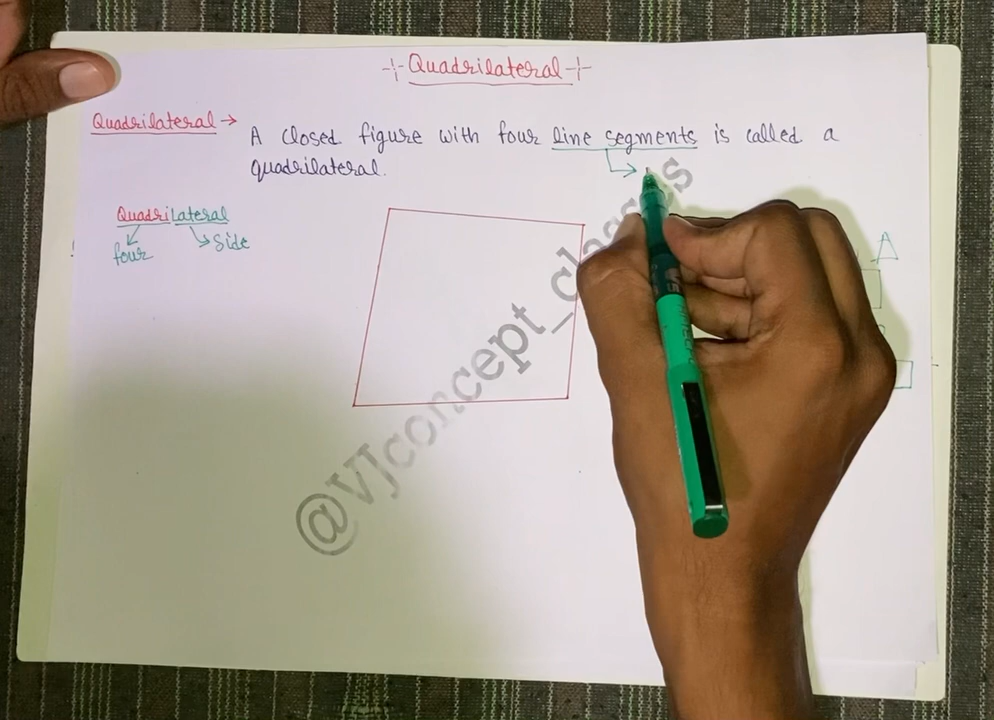 Quadrilateral
Quadrilateral → A closed figure with four line segments is called a
quadrilateral.
Quadrilateral
four side
@VJconcept_classes